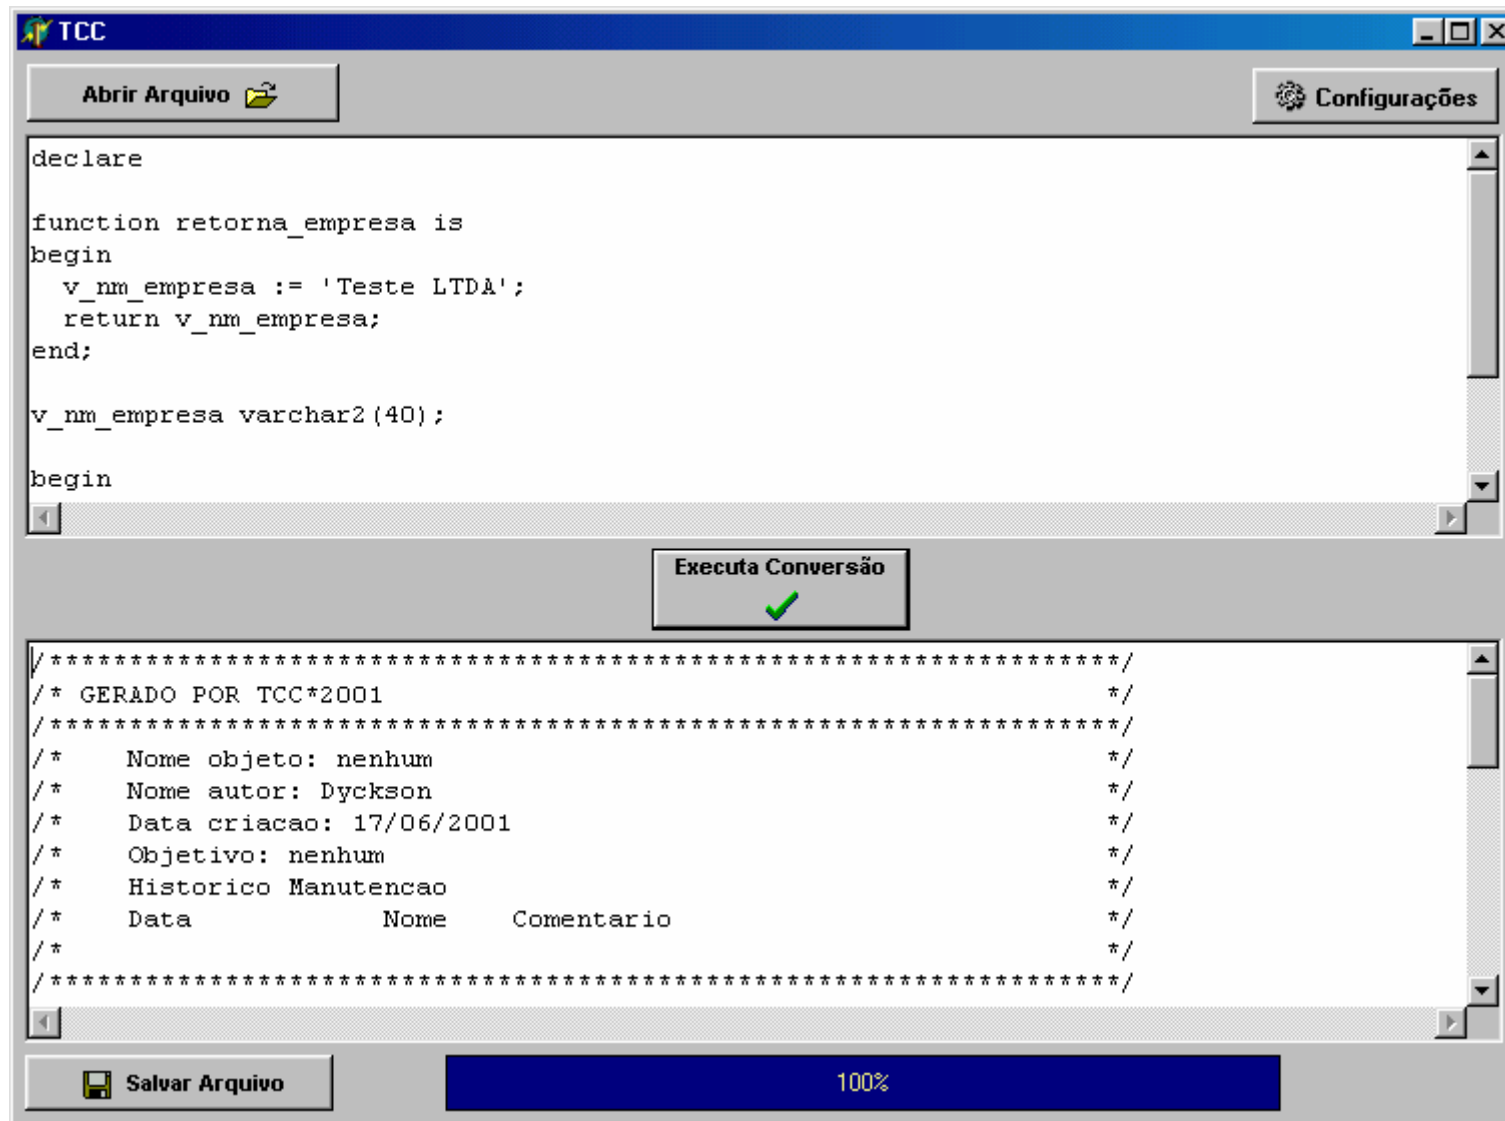 TCC
Abrir Arquivo
Configurações
declare
function retorna_empresa is
begin
  v_nm_empresa := 'Teste LTDA';
  return v_nm_empresa;
end;
v_nm_empresa varchar2(40);
begin
Executa Conversão
/*******************************************************************/
/* GERADO POR TCC*2001                                             */
/*******************************************************************/
/*    Nome objeto: nenhum                                          */
/*    Nome autor: Dyckson                                          */
/*    Data criacao: 17/06/2001                                     */
/*    Objetivo: nenhum                                             */
/*    Historico Manutencao                                         */
/*    Data            Nome    Comentario                           */
/*                                                                 */
/*******************************************************************/
Salvar Arquivo
100%